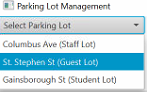 Parking Lot Management
Select Parking Lot
Columbus Ave (Staff Lot)
St. Stephen St (Guest Lot)
Gainsborough St (Student Lot)